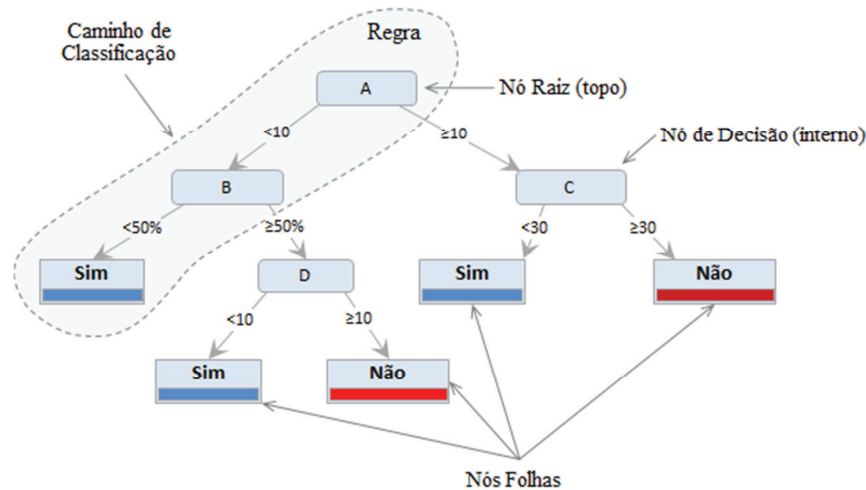 Caminho de
Classificação
Regra
A
Nó Raiz (topo)
<10
≥10
Nó de Decisão (interno)
B
C
<50%
≥50%
<30
≥30
Sim
D
Sim
Não
<10
≥10
Sim
Não
Nós Folhas